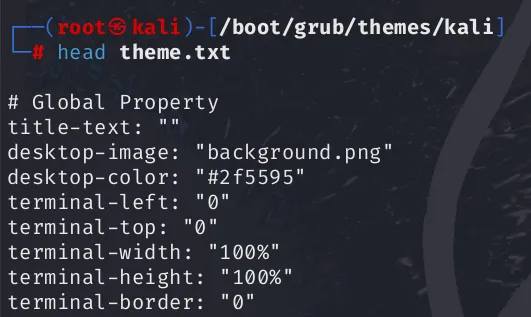 ┌──(root㉿kali)-[/boot/grub/themes/kali]
└─# head theme.txt

# Global Property
title-text: ""
desktop-image: "background.png"
desktop-color: "#2f5595"
terminal-left: "0"
terminal-top: "0"
terminal-width: "100%"
terminal-height: "100%"
terminal-border: "0"